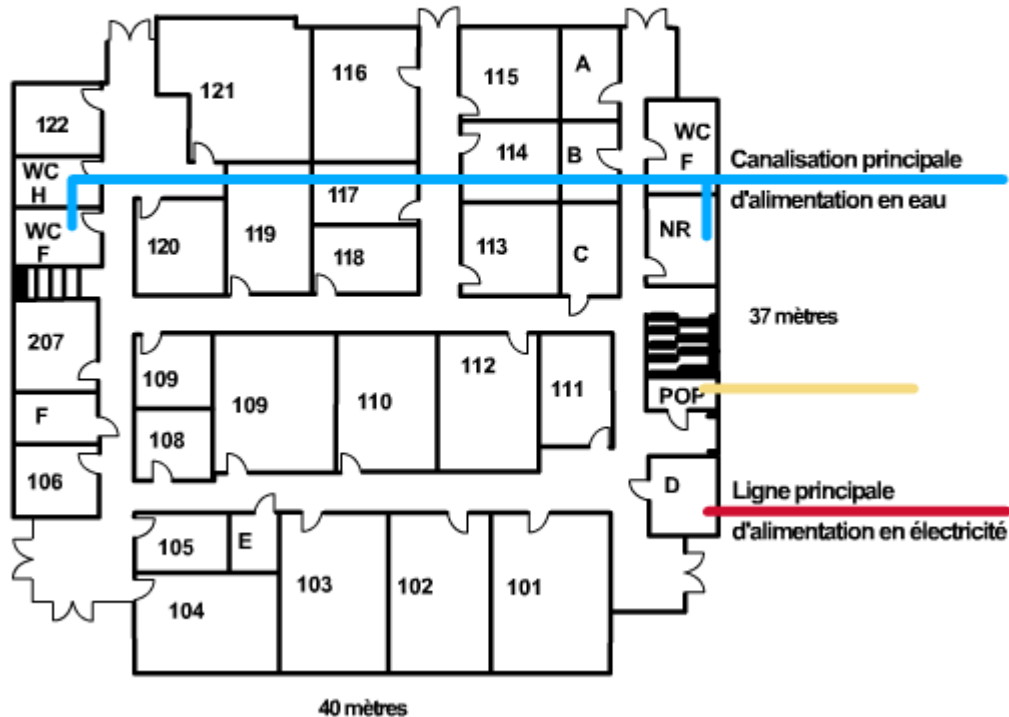 116
115
A
121
122
WC
H
WC
F
114
B
WC
F
Canalisation principale
d'alimentation en eau
117
120
119
118
113
C
NR
207
37 mètres
109
109
110
112
111
POP
F
108
106
D
Ligne principale
d'alimentation en électricité
105
E
104
103
102
101
40 mètres